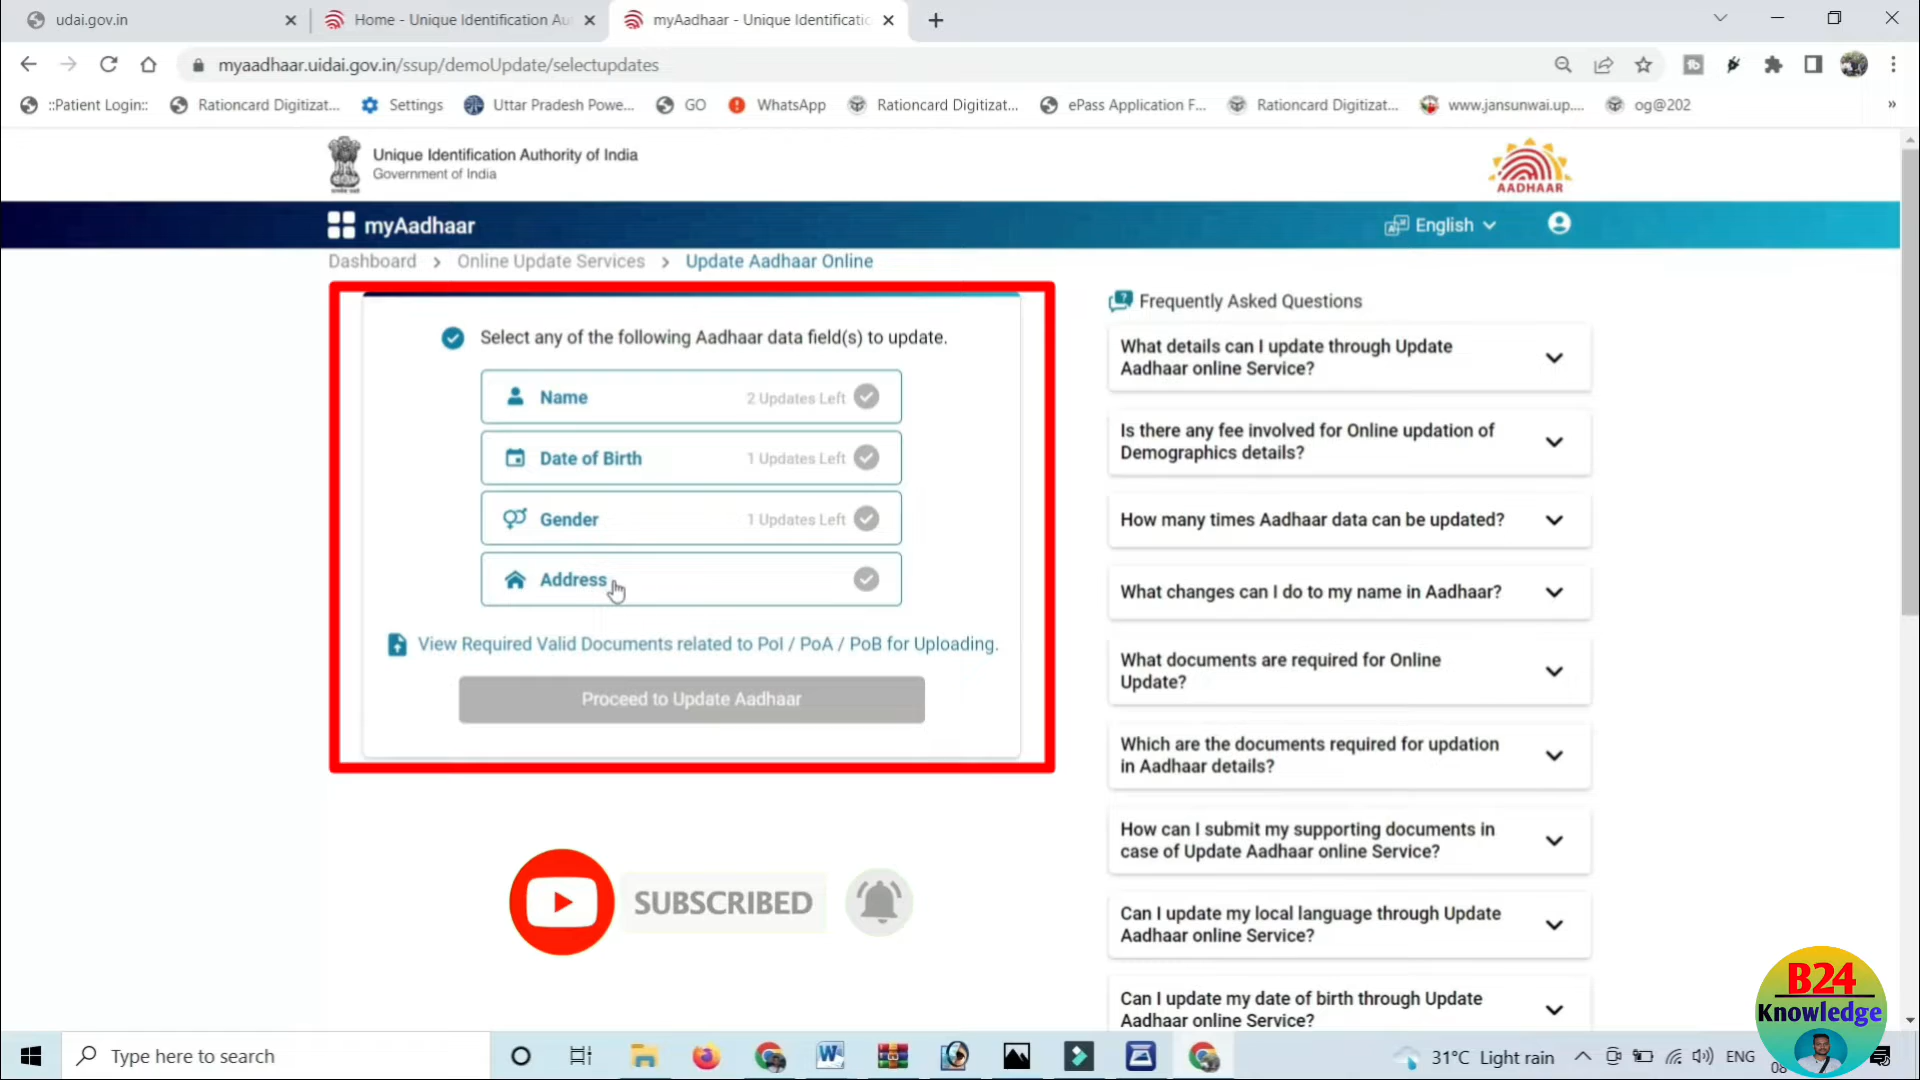 udai.gov.in
Home - Unique Identification Au
myAadhaar - Unique Identificatic
myaadhaar.uidai.gov.in/ssup/demoUpdate/selectupdates
::Patient Login::
Rationcard Digitizat...
Settings
Uttar Pradesh Powe...
GO
WhatsApp
Rationcard Digitizat...
ePass Application F...
Rationcard Digitizat...
www.jansunwai.up....
og@202
»
Unique Identification Authority of India
Government of India
AADHAAR
myAadhaar
English
Dashboard > Online Update Services > Update Aadhaar Online
Select any of the following Aadhaar data field(s) to update.
Name 2 Updates Left
Date of Birth 1 Updates Left
Gender 1 Updates Left
Address
View Required Valid Documents related to PoI / PoA / PoB for Uploading.
Proceed to Update Aadhaar
Frequently Asked Questions
What details can I update through Update
Aadhaar online Service?
Is there any fee involved for Online updation of
Demographics details?
How many times Aadhaar data can be updated?
What changes can I do to my name in Aadhaar?
What documents are required for Online
Update?
Which are the documents required for updation
in Aadhaar details?
How can I submit my supporting documents in
case of Update Aadhaar online Service?
Can I update my local language through Update
Aadhaar online Service?
Can I update my date of birth through Update
Aadhaar online Service?
SUBSCRIBED
B24
Knowledge
Type here to search
31°C Light rain
ENG